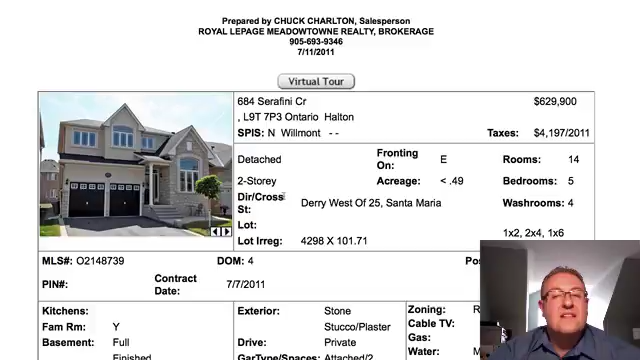 Prepared by CHUCK CHARLTON, Salesperson
ROYAL LEPAGE MEADOWTOWNE REALTY, BROKERAGE
905-693-9346
7/11/2011
Virtual Tour
684 Serafini Cr $629,900
, L9T 7P3 Ontario Halton
SPIS: N Willmont - - Taxes: $4,197/2011
Detached Fronting On: E Rooms: 14
2-Storey Acreage: < .49 Bedrooms: 5
Dir/Cross St: Derry West Of 25, Santa Maria Washrooms: 4
Lot:
Lot Irreg: 4298 X 101.71 1x2, 2x4, 1x6
MLS#: O2148739 DOM: 4
PIN#: Contract Date: 7/7/2011
Kitchens: Exterior: Stone Zoning:
Fam Rm: Y Stucco/Plaster Cable TV:
Basement: Full Drive: Private Gas:
Finished GarType/Spaces: Attached/2 Water: